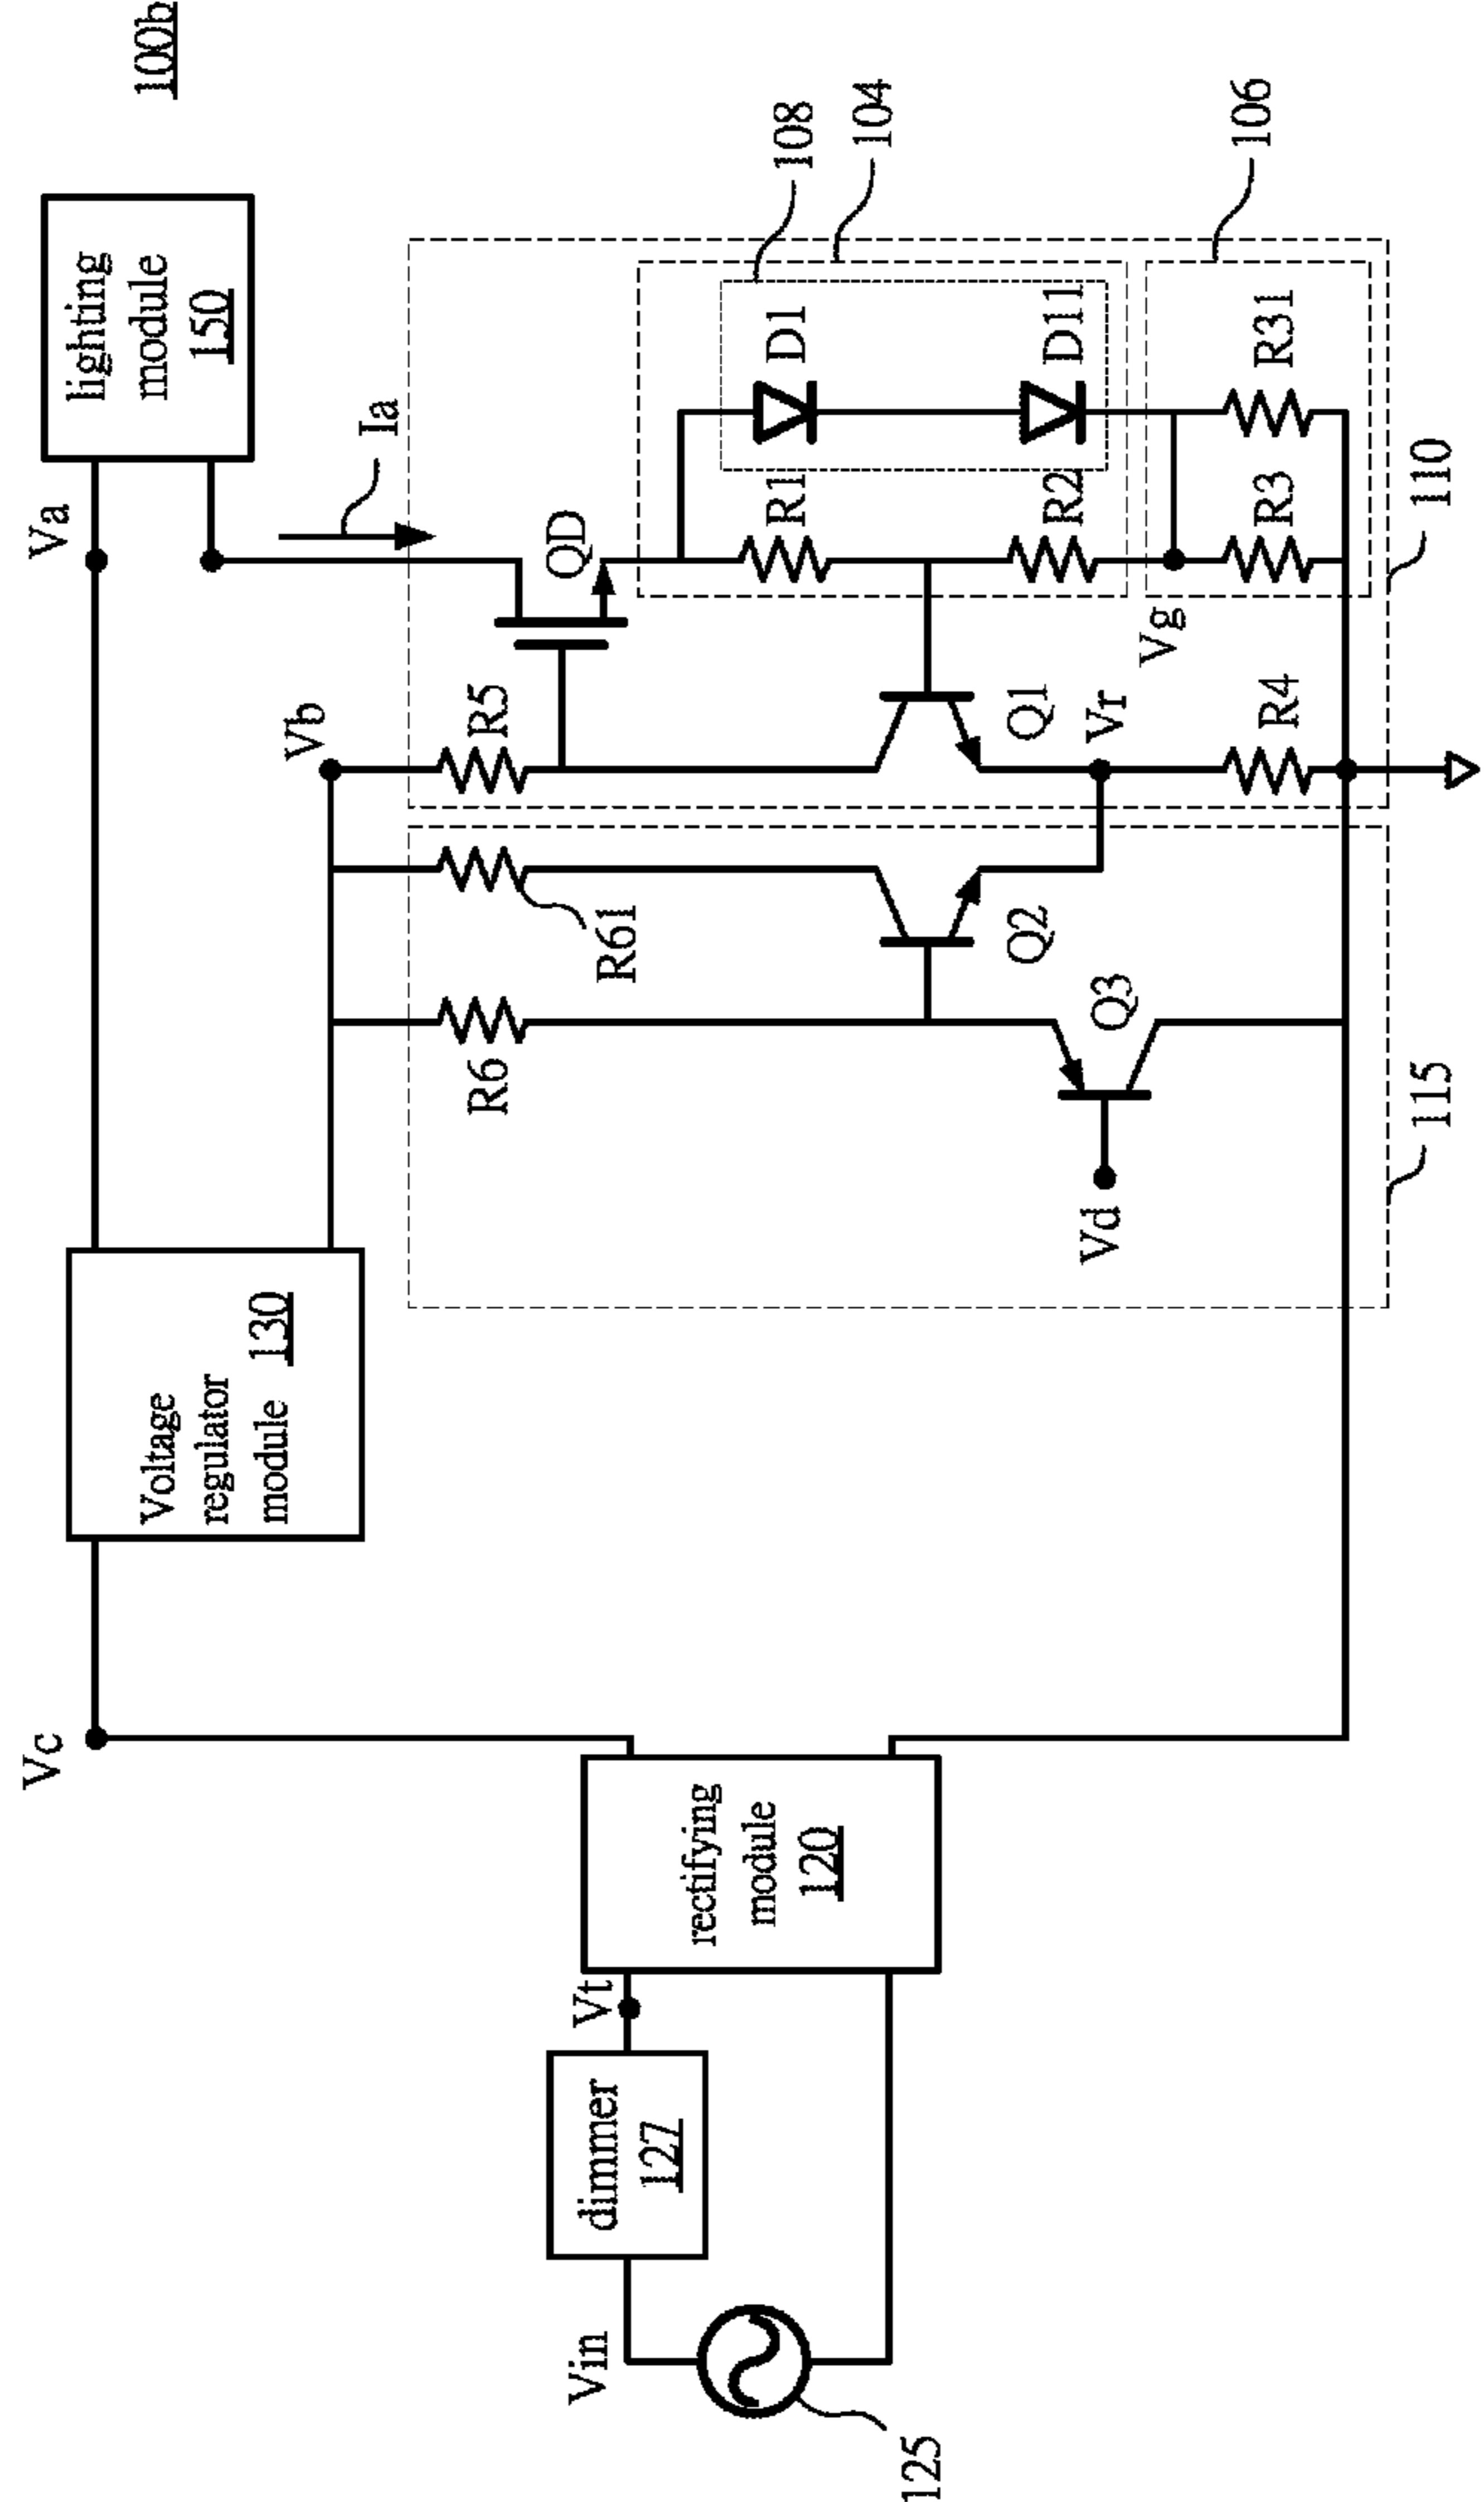 100b
Vc
Va
Voltage
regulator
module
130
lighting
module
150
Vb
Ia
Vin
dimmer
127
Vt
rectifying
module
120
125
R6
R61
R5
QD
R1
D1
108
104
Q2
Q1
R2
D11
Vd
Q3
Vr
Vg
R4
R3
R31
106
115
110